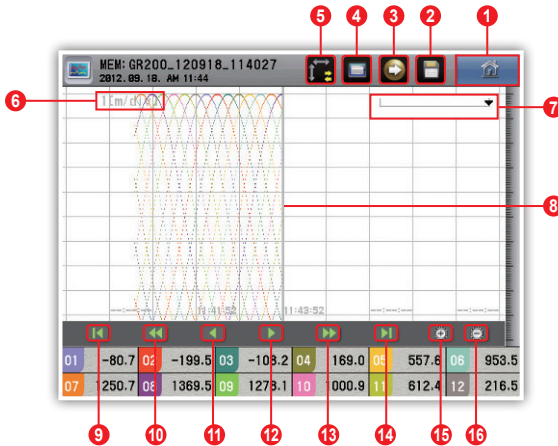 5 4 3 2 1
MEM: GR200_120918_114027
2012.09.18. AM 11:44
6
7
8
--:--:-- 11:41:52 11:43:52 --:--:-- --:--:--
01 -80.7 02 -199.5 03 -108.2 04 169.0 05 557.6 06 953.5
07 1250.7 08 1369.5 09 1278.1 10 1000.9 11 612.4 12 216.5
9 10 11 12 13 14 15 16